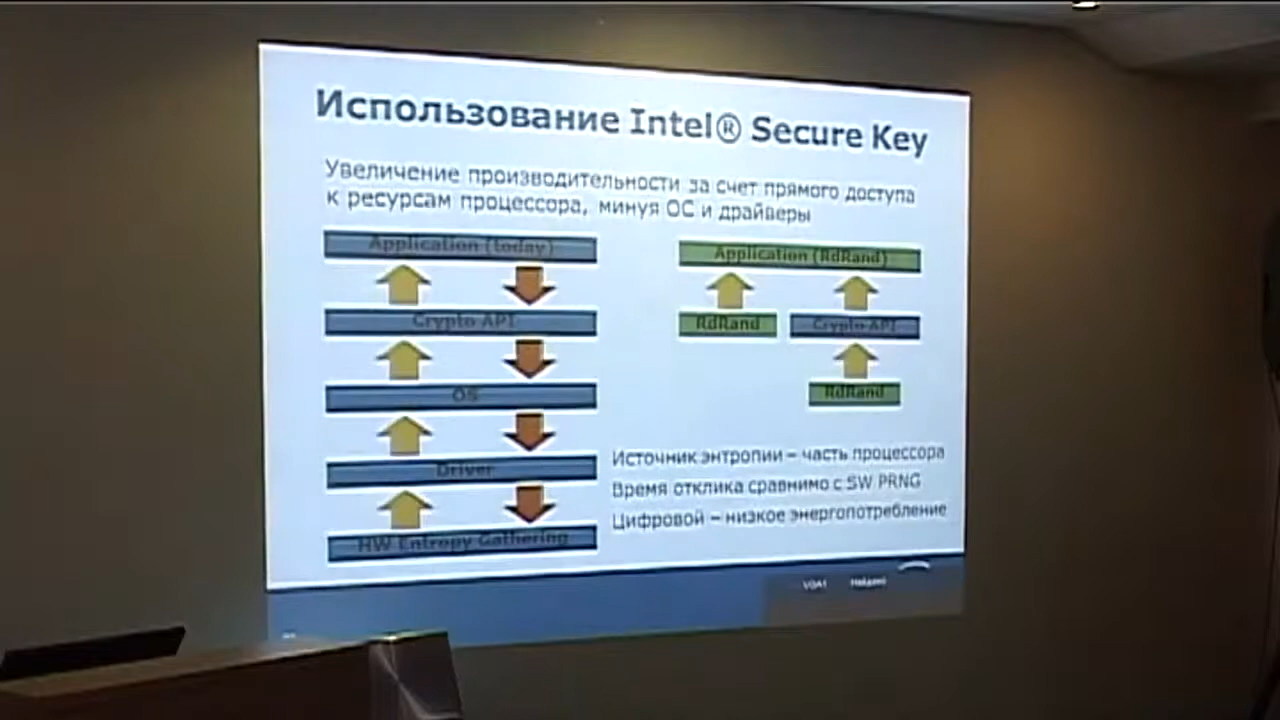 Использование Intel® Secure Key
Увеличение производительности за счет прямого доступа
к ресурсам процессора, минуя ОС и драйверы
Application (today)
Crypto API
OS
Driver
HW Entropy Gathering
Application (RdRand)
RdRand
Crypto API
RdRand
Источник энтропии – часть процессора
Время отклика сравнимо с SW PRNG
Цифровой – низкое энергопотребление
VGA1
Найдено